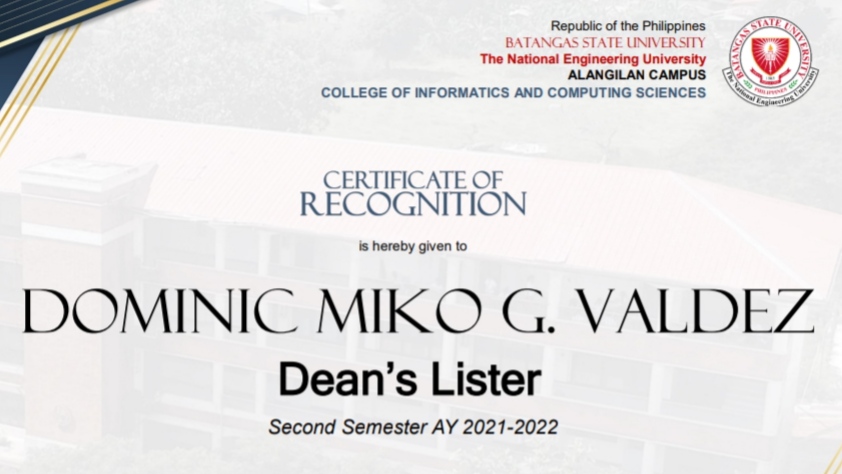 Republic of the Philippines
BATANGAS STATE UNIVERSITY
The National Engineering University
ALANGILAN CAMPUS
COLLEGE OF INFORMATICS AND COMPUTING SCIENCES
BATANGAS STATE UNIVERSITY
PHILIPPINES
The National Engineering University
CERTIFICATE OF
RECOGNITION
is hereby given to
DOMINIC MIKO G. VALDEZ
Dean's Lister
Second Semester AY 2021-2022